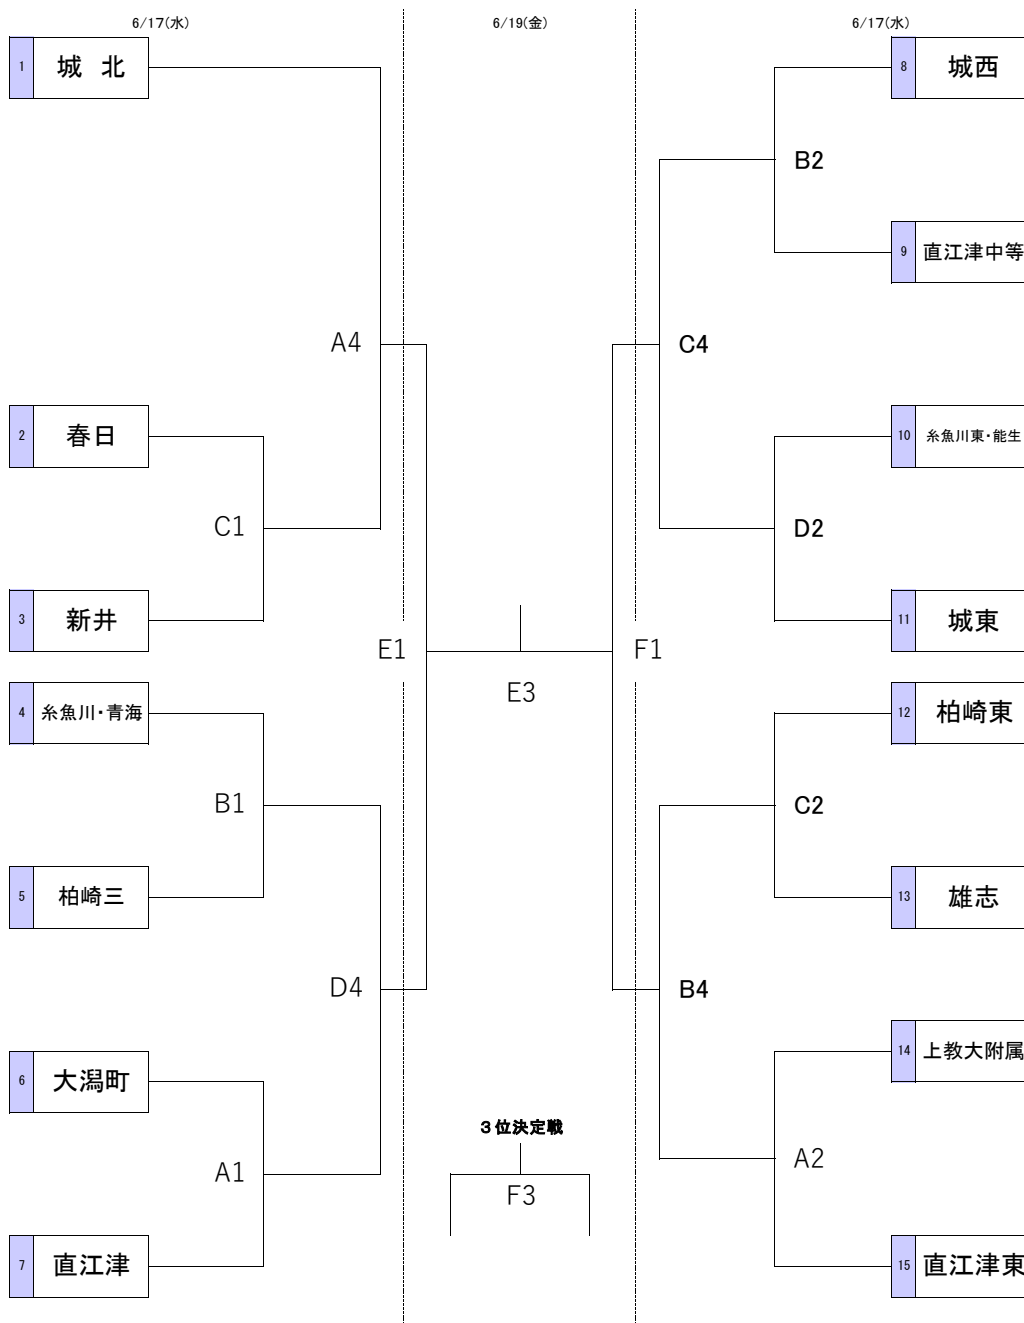 6/17(水)
6/19(金)
6/17(水)
1 城 北
8 城西
B2
9 直江津中等
A4
C4
2 春日
10 糸魚川東・能生
C1
D2
3 新井
11 城東
E1
F1
E3
4 糸魚川・青海
12 柏崎東
B1
C2
5 柏崎三
13 雄志
D4
B4
14 上教大附属
6 大潟町
３位決定戦
A1
A2
F3
7 直江津
15 直江津東